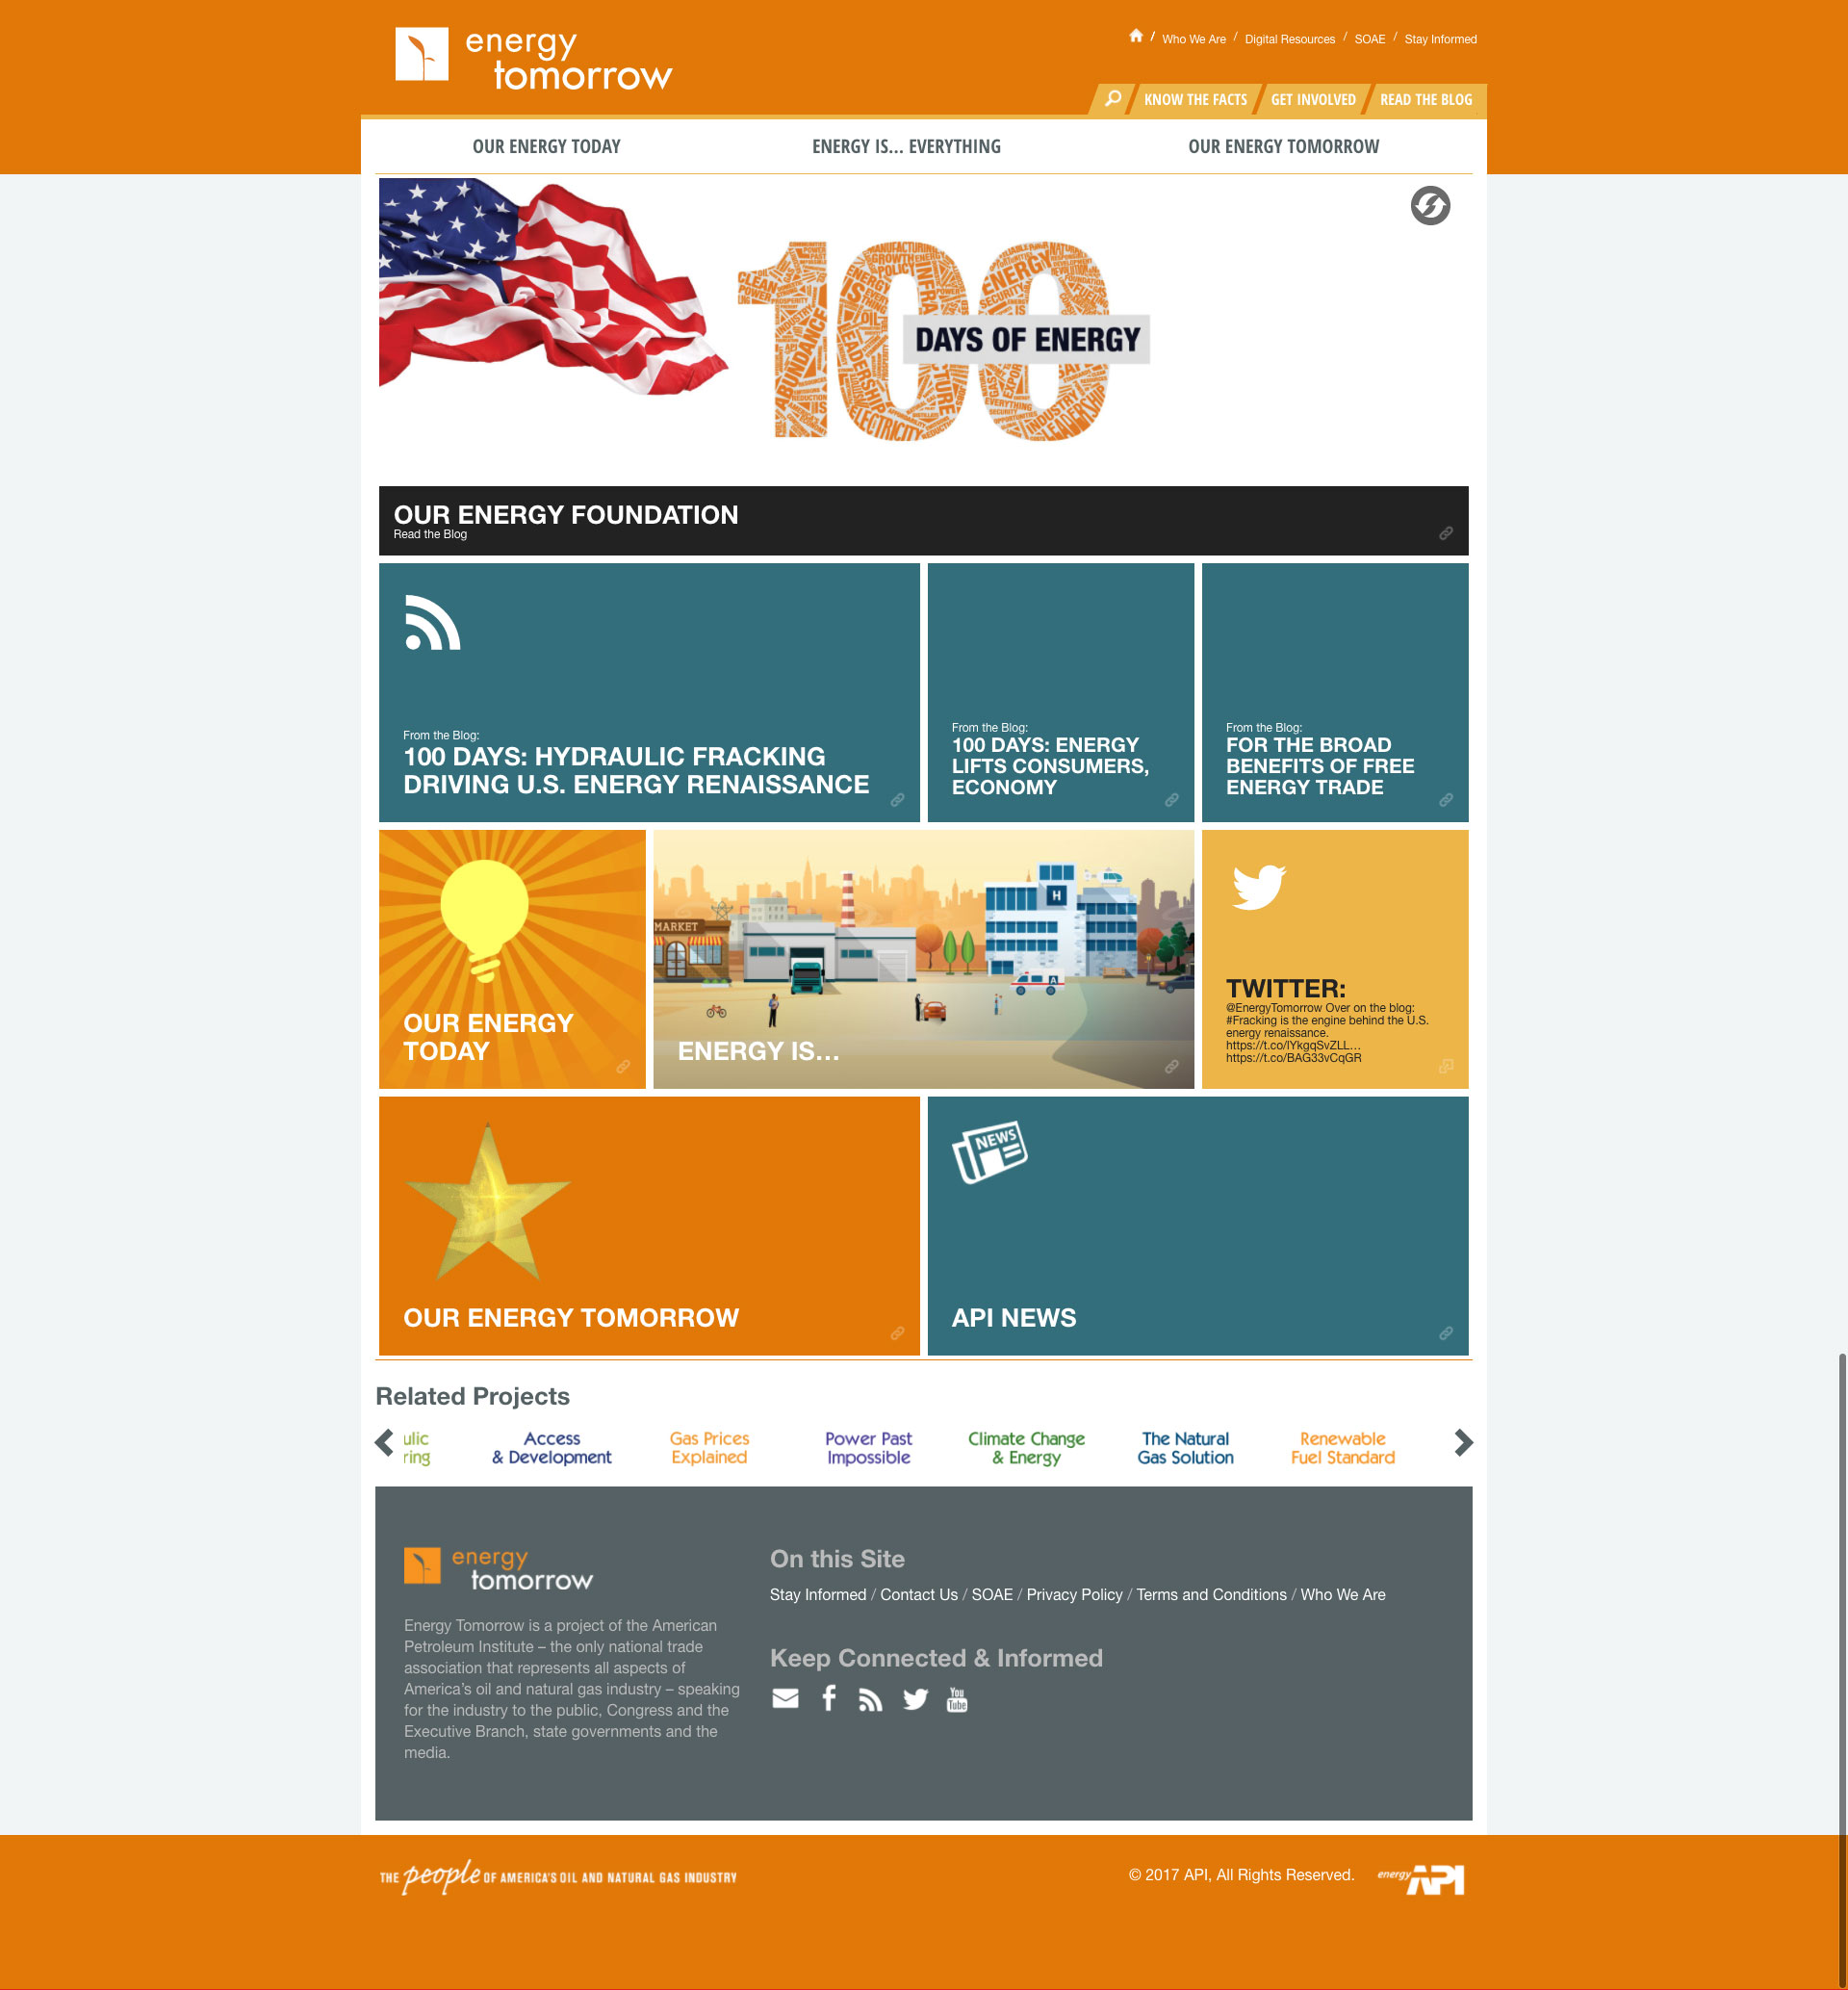 energy
tomorrow
/ Who We Are / Digital Resources / SOAE / Stay Informed
KNOW THE FACTS
GET INVOLVED
READ THE BLOG
OUR ENERGY TODAY
ENERGY IS... EVERYTHING
OUR ENERGY TOMORROW
100
DAYS OF ENERGY
OUR ENERGY FOUNDATION
Read the Blog
From the Blog:
100 DAYS: HYDRAULIC FRACKING
DRIVING U.S. ENERGY RENAISSANCE
From the Blog:
100 DAYS: ENERGY
LIFTS CONSUMERS,
ECONOMY
From the Blog:
FOR THE BROAD
BENEFITS OF FREE
ENERGY TRADE
OUR ENERGY
TODAY
MARKET
H
A
ENERGY IS...
TWITTER:
@EnergyTomorrow Over on the blog:
#Fracking is the engine behind the U.S.
energy renaissance.
https://t.co/lYkgqSvZLL…
https://t.co/BAG33vCqGR
OUR ENERGY TOMORROW
NEWS
API NEWS
Related Projects
ulic
ring
Access
& Development
Gas Prices
Explained
Power Past
Impossible
Climate Change
& Energy
The Natural
Gas Solution
Renewable
Fuel Standard
energy
tomorrow
Energy Tomorrow is a project of the American
Petroleum Institute – the only national trade
association that represents all aspects of
America's oil and natural gas industry – speaking
for the industry to the public, Congress and the
Executive Branch, state governments and the
media.
On this Site
Stay Informed / Contact Us / SOAE / Privacy Policy / Terms and Conditions / Who We Are
Keep Connected & Informed
You
Tube
THE people OF AMERICA'S OIL AND NATURAL GAS INDUSTRY
© 2017 API, All Rights Reserved.
energy API